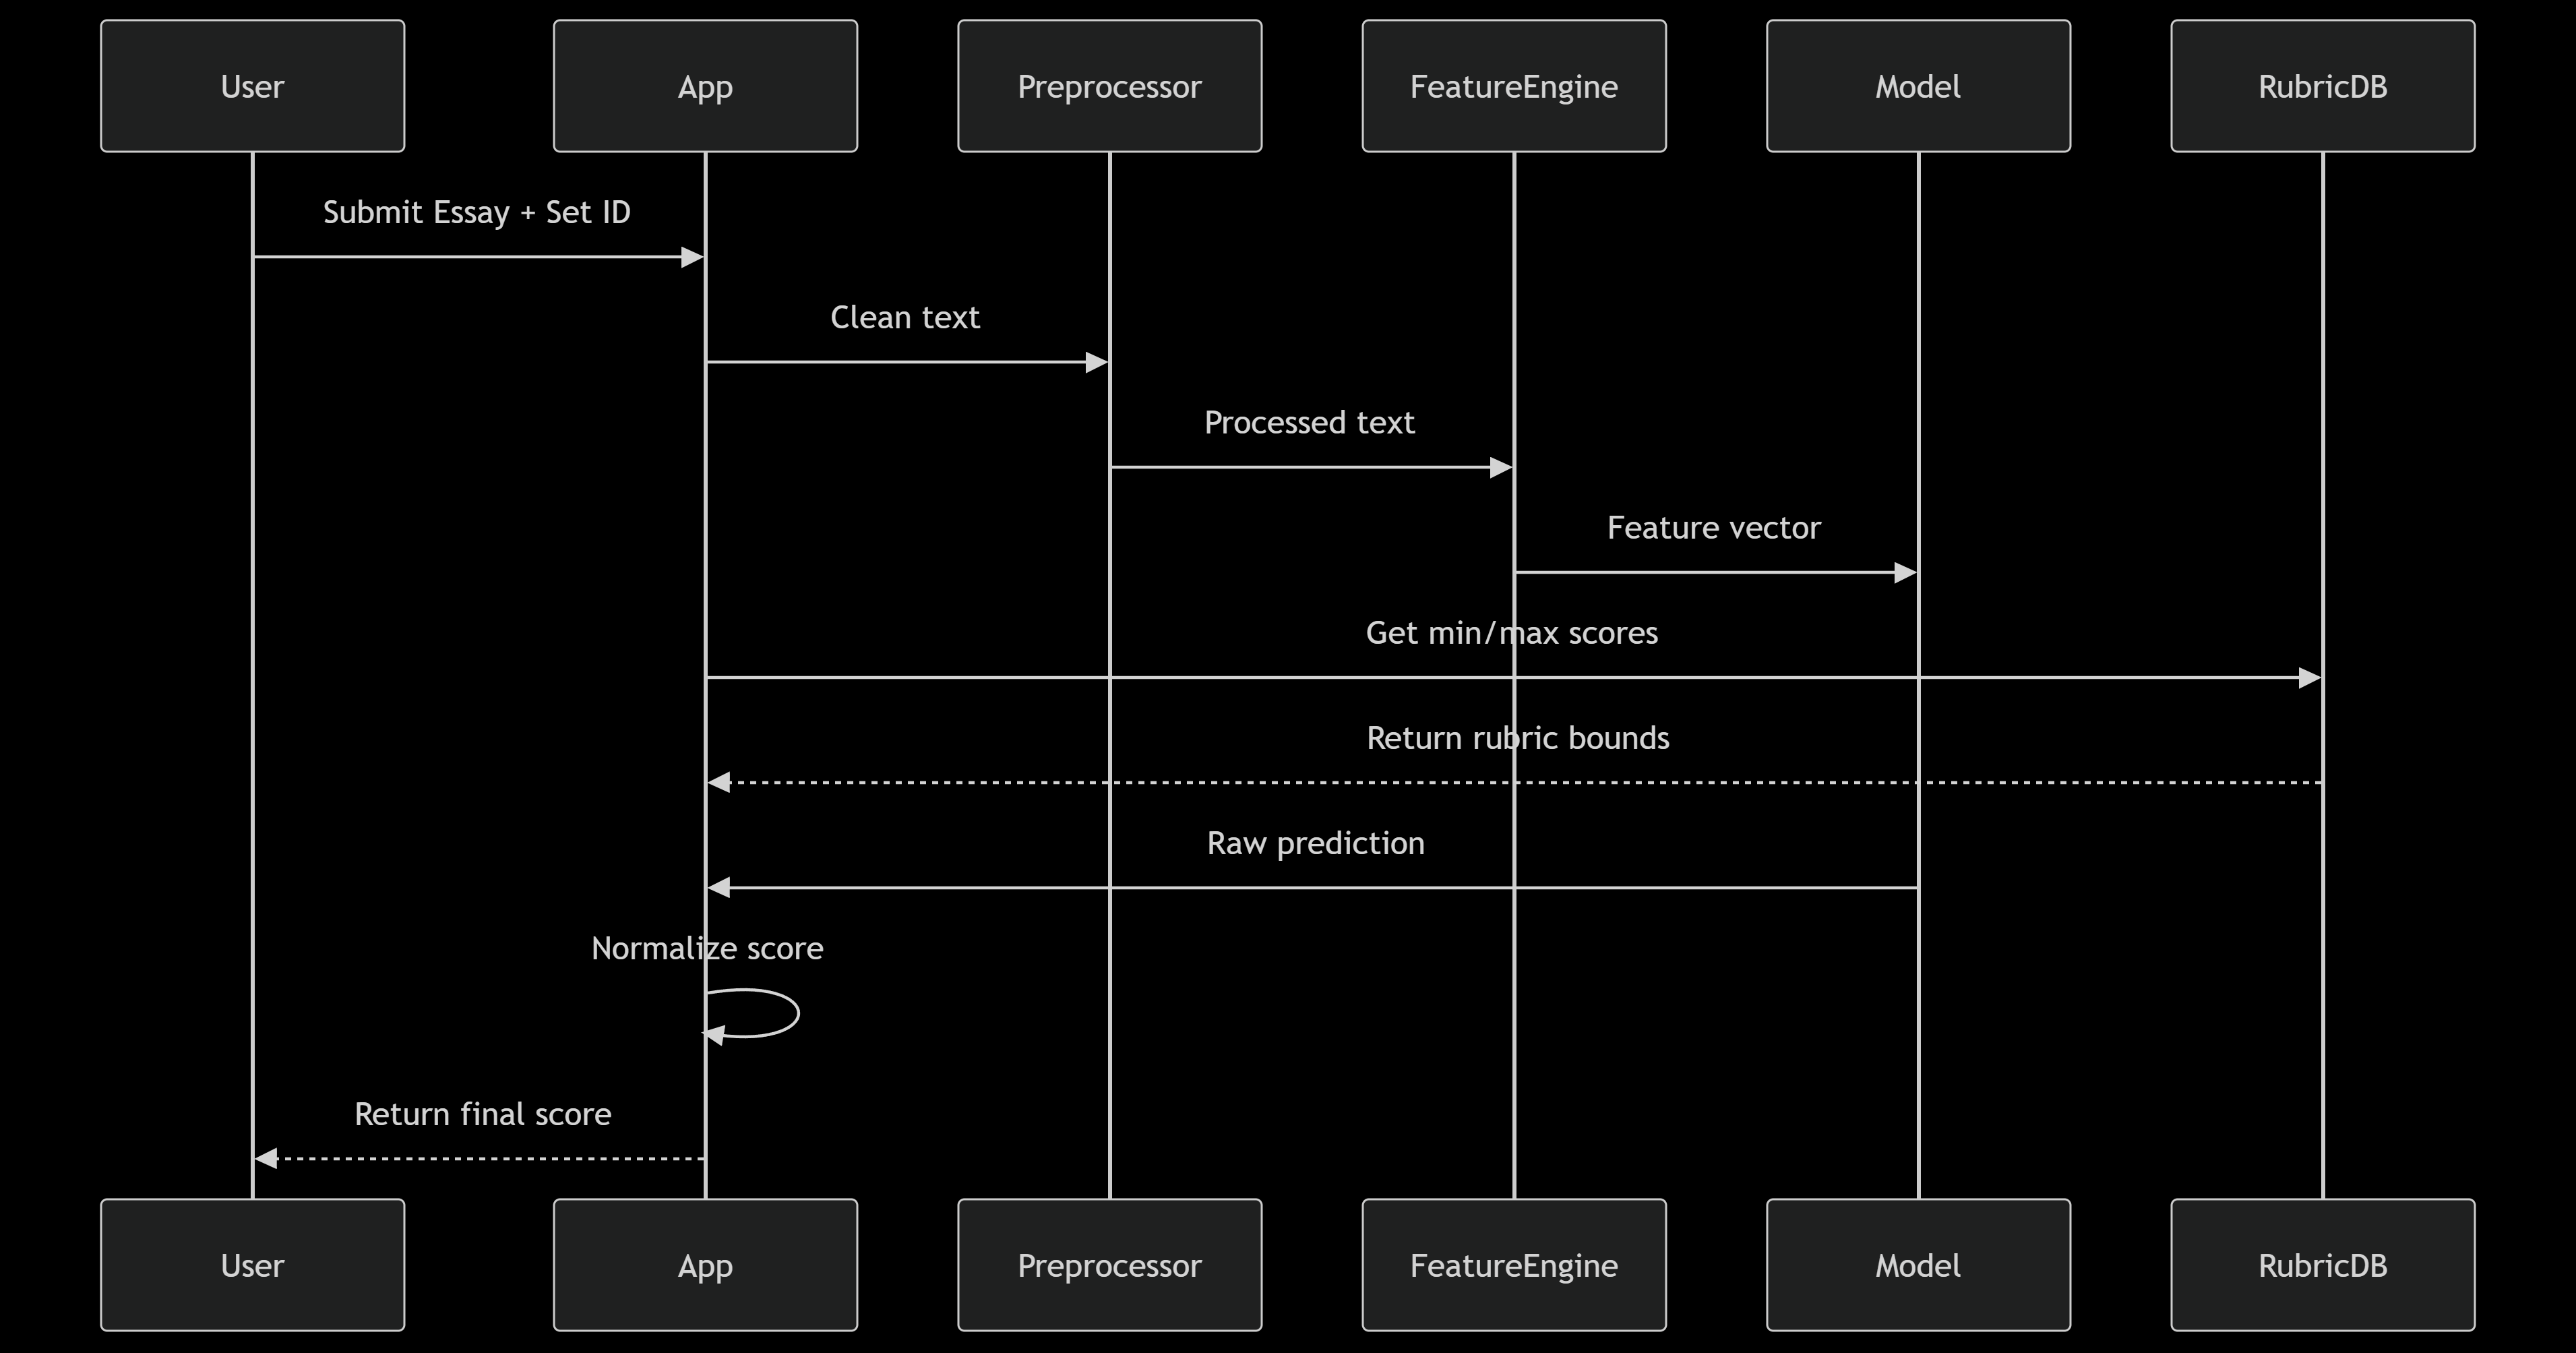 User
App
Preprocessor
FeatureEngine
Model
RubricDB
Submit Essay + Set ID
Clean text
Processed text
Feature vector
Get min/max scores
Return rubric bounds
Raw prediction
Normalize score
Return final score
User
App
Preprocessor
FeatureEngine
Model
RubricDB